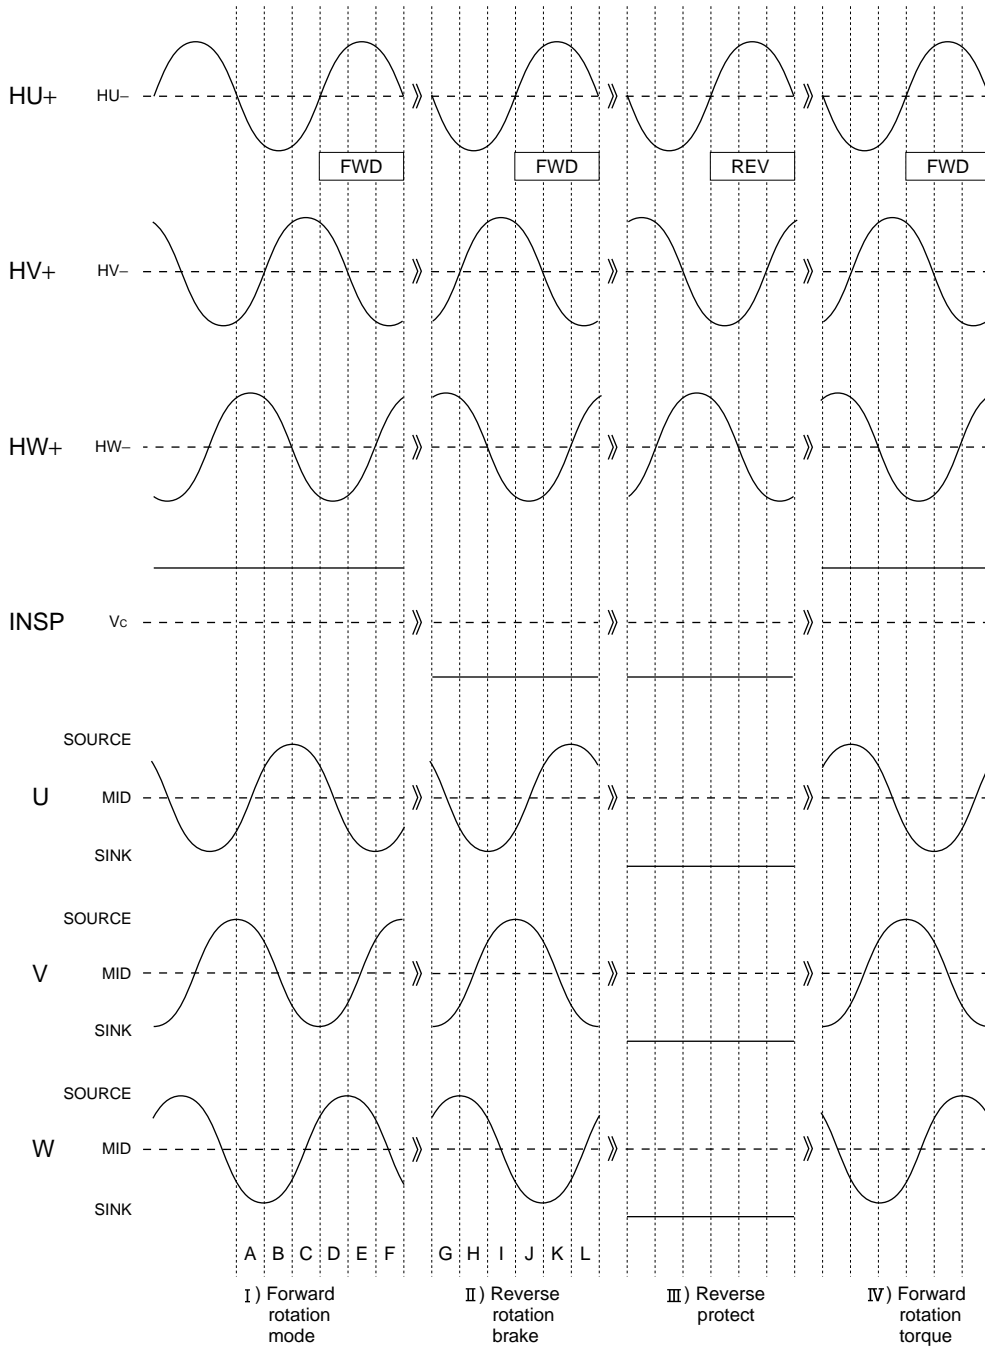 HU+ HU–
FWD FWD REV FWD
HV+ HV–
HW+ HW–
INSP Vc
SOURCE
U MID
SINK
SOURCE
V MID
SINK
SOURCE
W MID
SINK
A B C D E F G H I J K L
Ⅰ) Forward rotation mode
Ⅱ) Reverse rotation brake
Ⅲ) Reverse protect
Ⅳ) Forward rotation torque